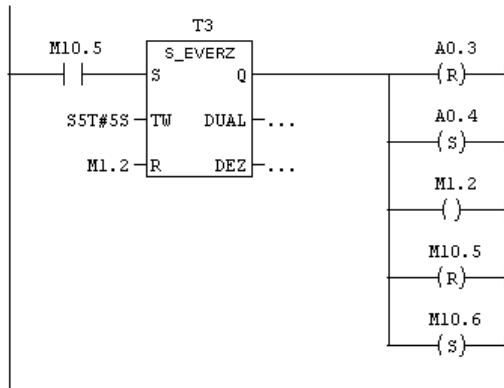 T3
M10.5
S_EVERZ
A0.3
S
Q
(R)
A0.4
S5T#5S
TW
DUAL
...
(S)
M1.2
R
DEZ
...
M1.2
( )
M10.5
(R)
M10.6
(S)